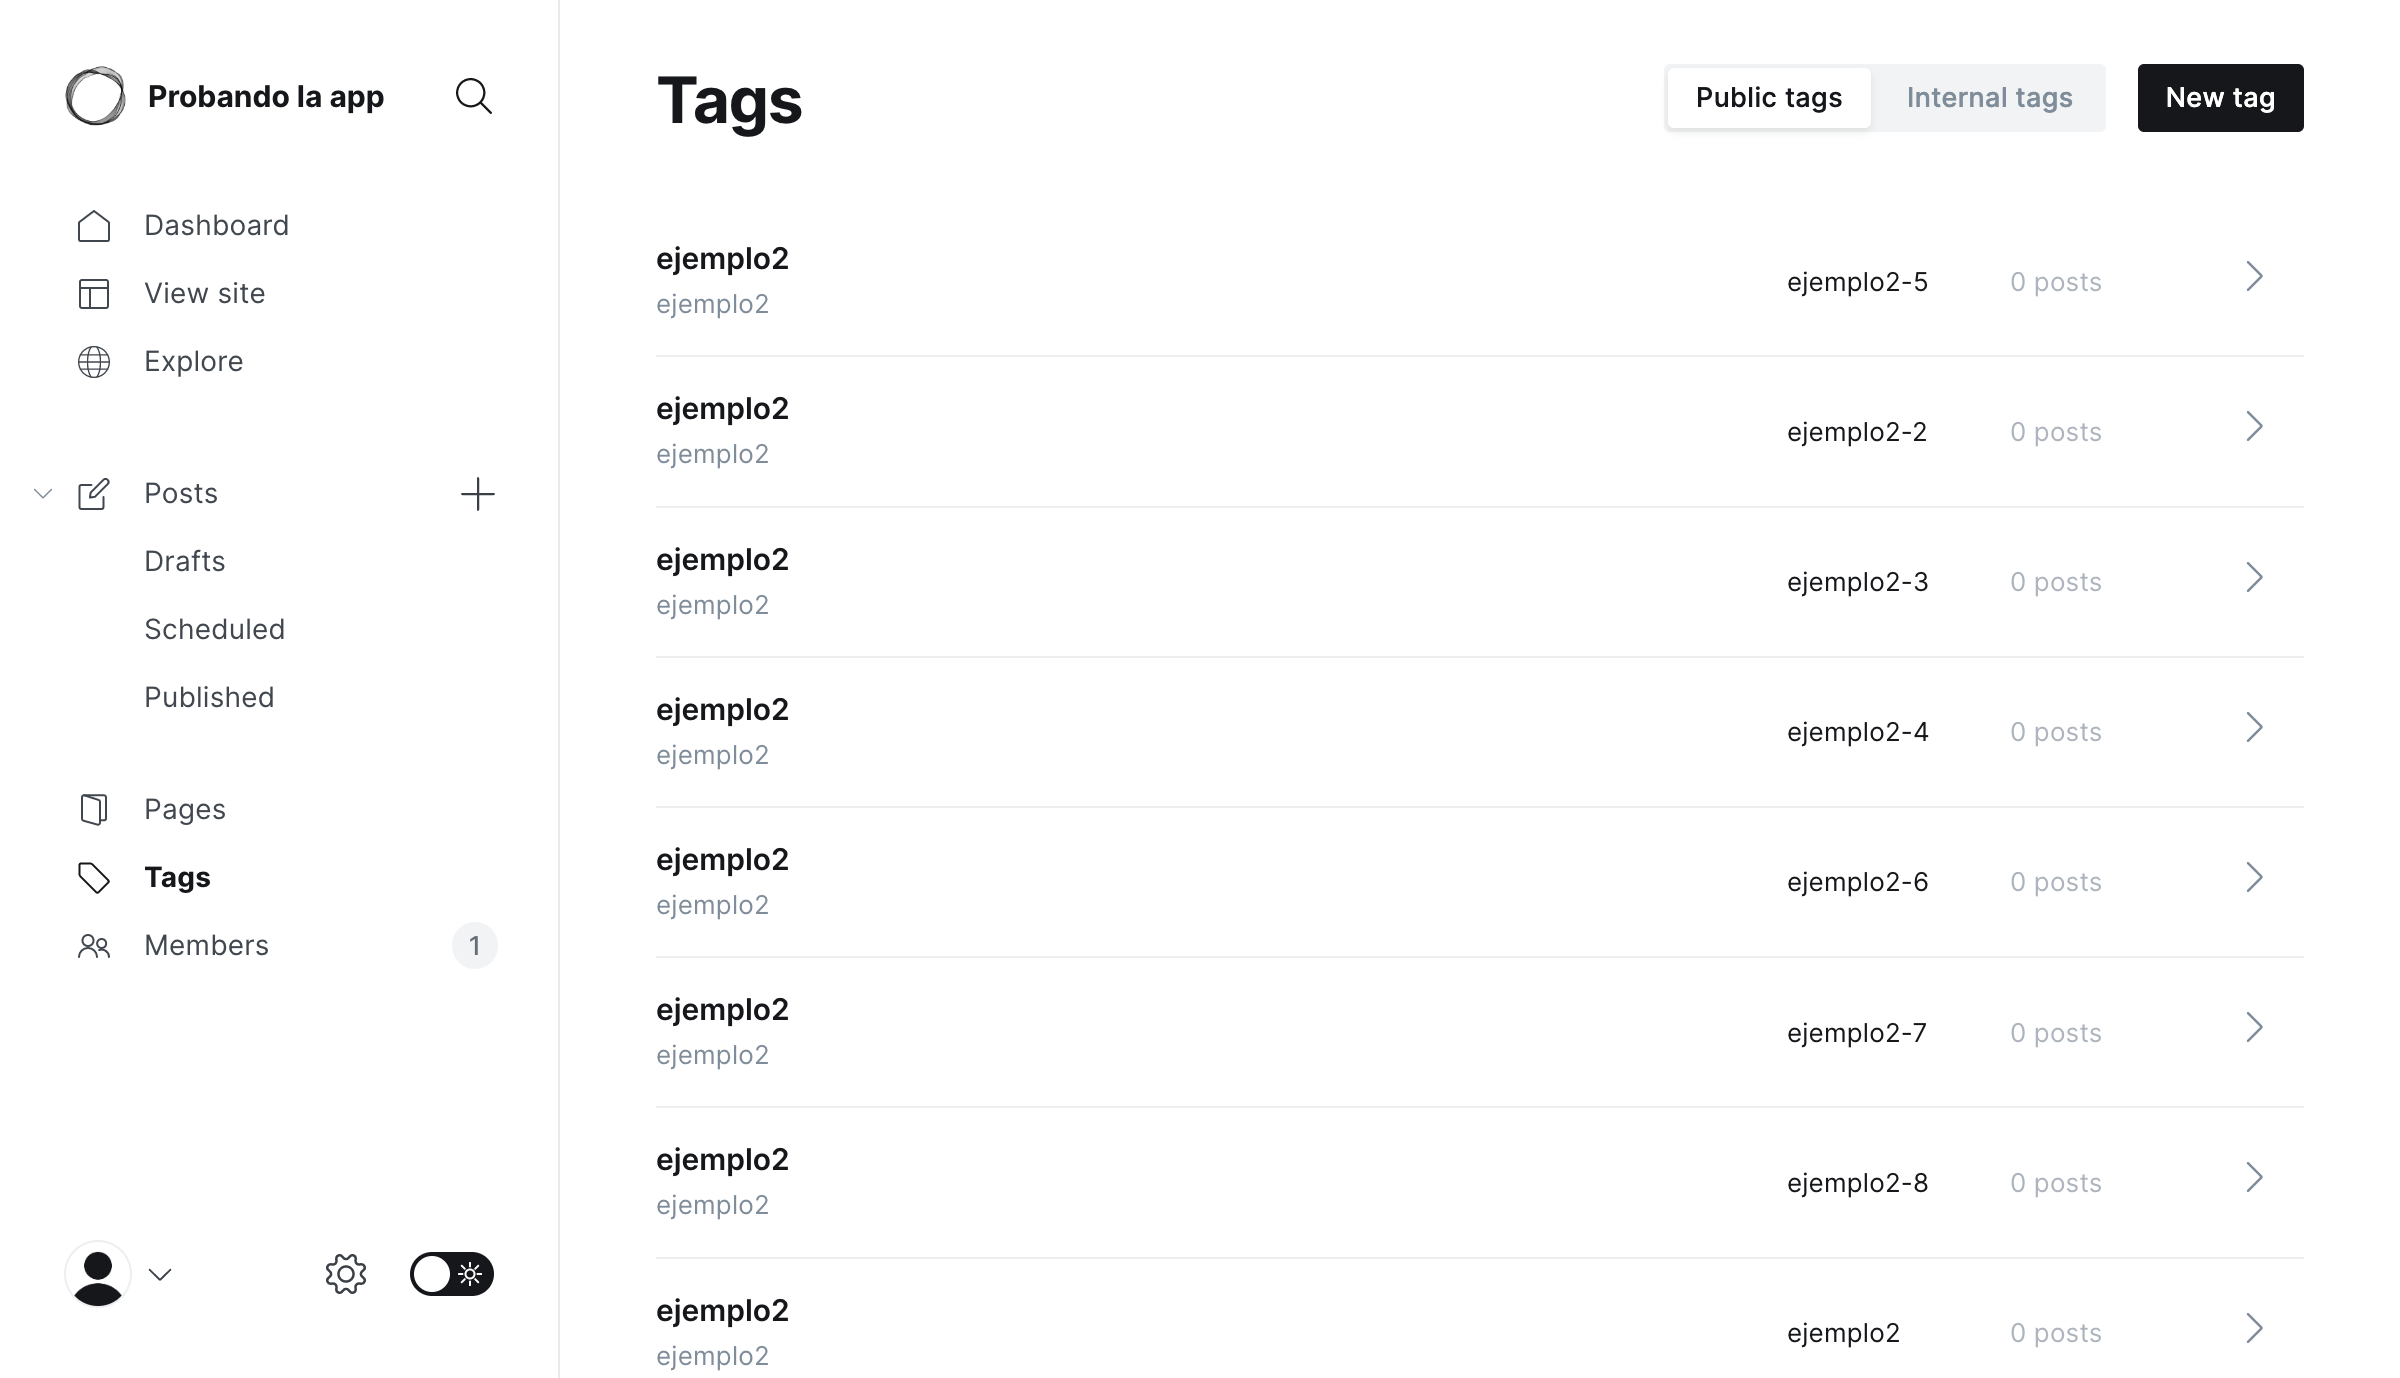 Probando la app
Dashboard
View site
Explore
Posts
Drafts
Scheduled
Published
Pages
Tags
Members 1
Tags
Public tags Internal tags New tag
ejemplo2
ejemplo2
ejemplo2-5 0 posts
ejemplo2
ejemplo2
ejemplo2-2 0 posts
ejemplo2
ejemplo2
ejemplo2-3 0 posts
ejemplo2
ejemplo2
ejemplo2-4 0 posts
ejemplo2
ejemplo2
ejemplo2-6 0 posts
ejemplo2
ejemplo2
ejemplo2-7 0 posts
ejemplo2
ejemplo2
ejemplo2-8 0 posts
ejemplo2
ejemplo2
ejemplo2 0 posts